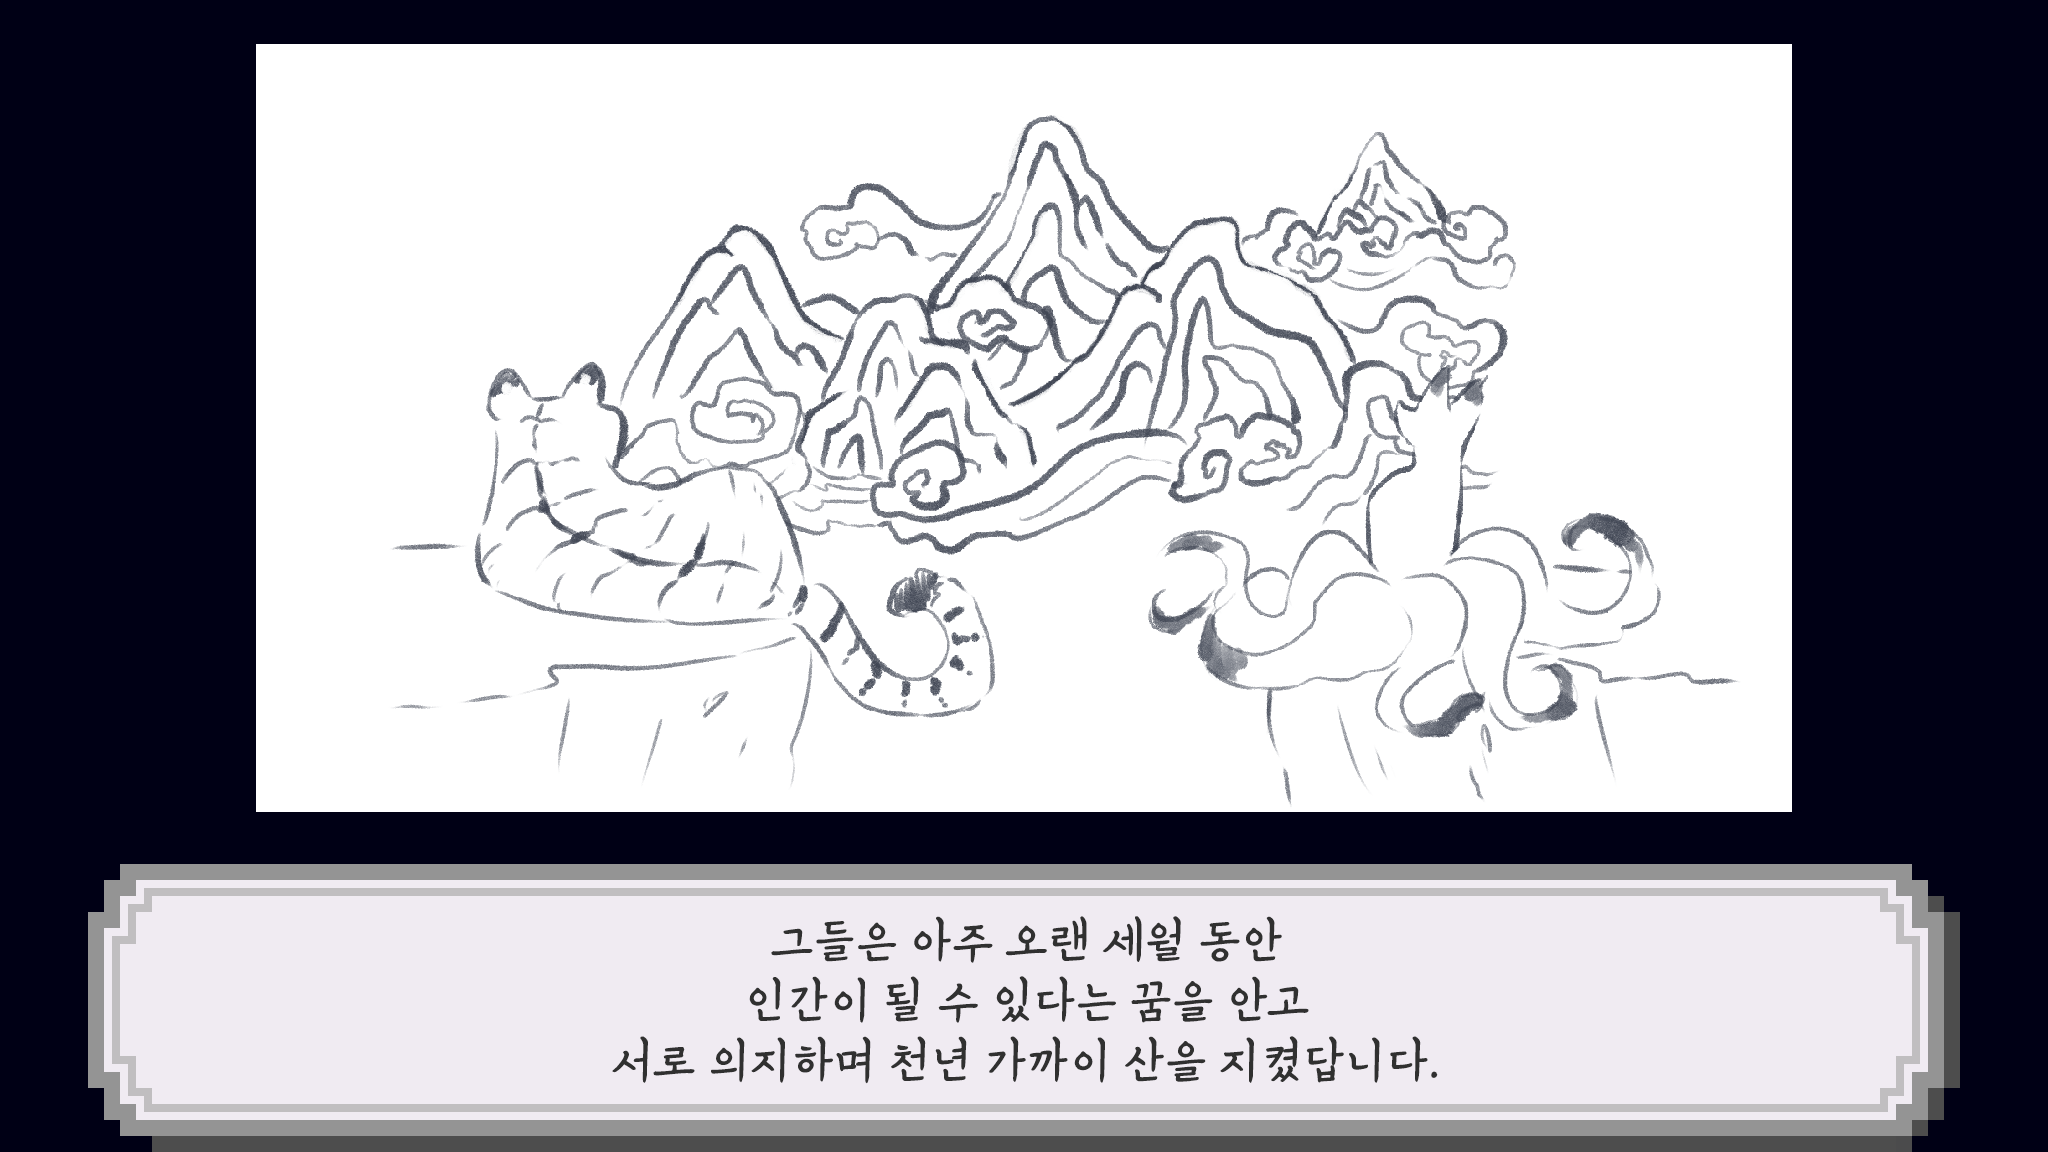 그들은 아주 오랜 세월 동안
인간이 될 수 있다는 꿈을 안고
서로 의지하며 천년 가까이 산을 지켰답니다.